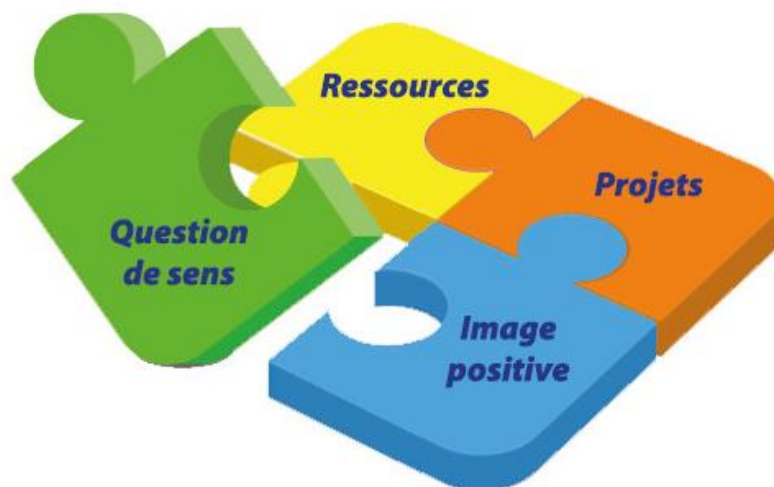 Ressources
Projets
Question
de sens
Image
positive